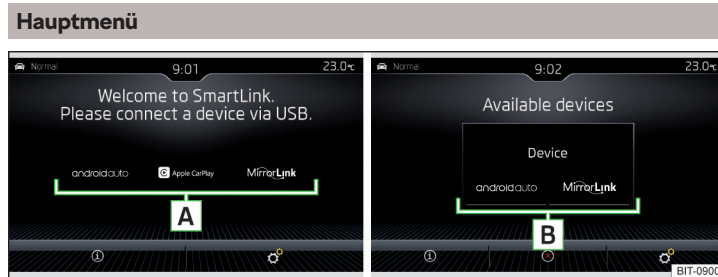 Hauptmenü
Normal 9:01 23.0°C
Welcome to SmartLink.
Please connect a device via USB.
androidauto Apple CarPlay MirrorLink
A
Normal 9:02 23.0°C
Available devices
Device
androidauto MirrorLink
B
BIT-0900